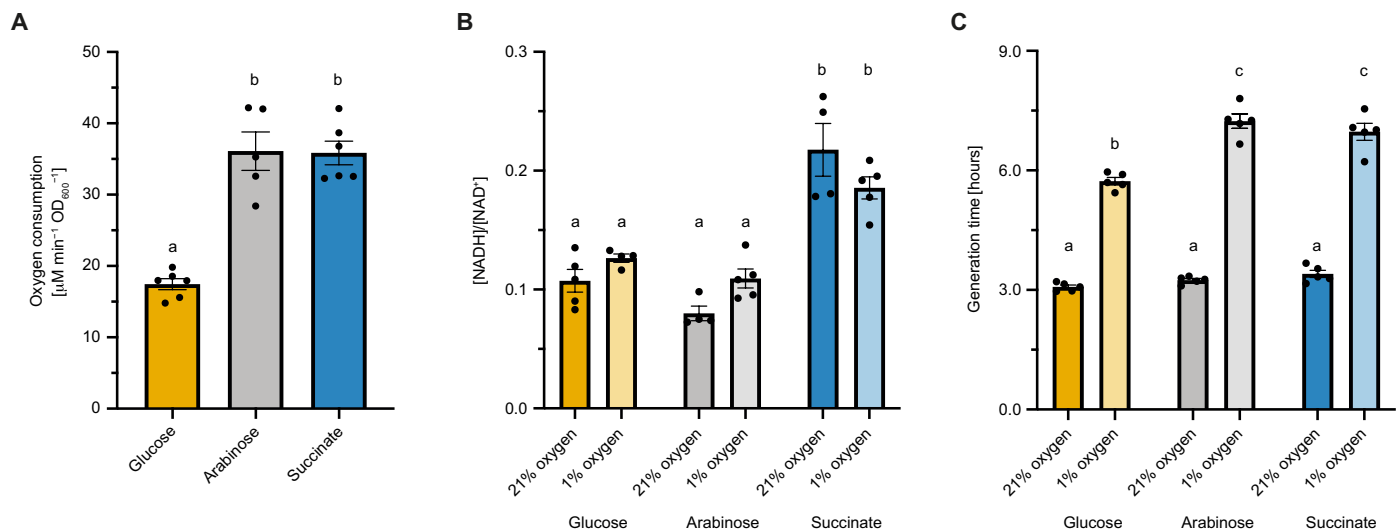 A
Oxygen consumption
[µM min⁻¹ OD₆₀₀⁻¹]
50
40
30
20
10
0
a
b
b
Glucose
Arabinose
Succinate
B
[NADH]/[NAD⁺]
0.3
0.2
0.1
0.0
a
a
a
a
b
b
21% oxygen
1% oxygen
21% oxygen
1% oxygen
21% oxygen
1% oxygen
Glucose
Arabinose
Succinate
C
Generation time [hours]
9.0
6.0
3.0
0.0
a
b
a
c
a
c
21% oxygen
1% oxygen
21% oxygen
1% oxygen
21% oxygen
1% oxygen
Glucose
Arabinose
Succinate